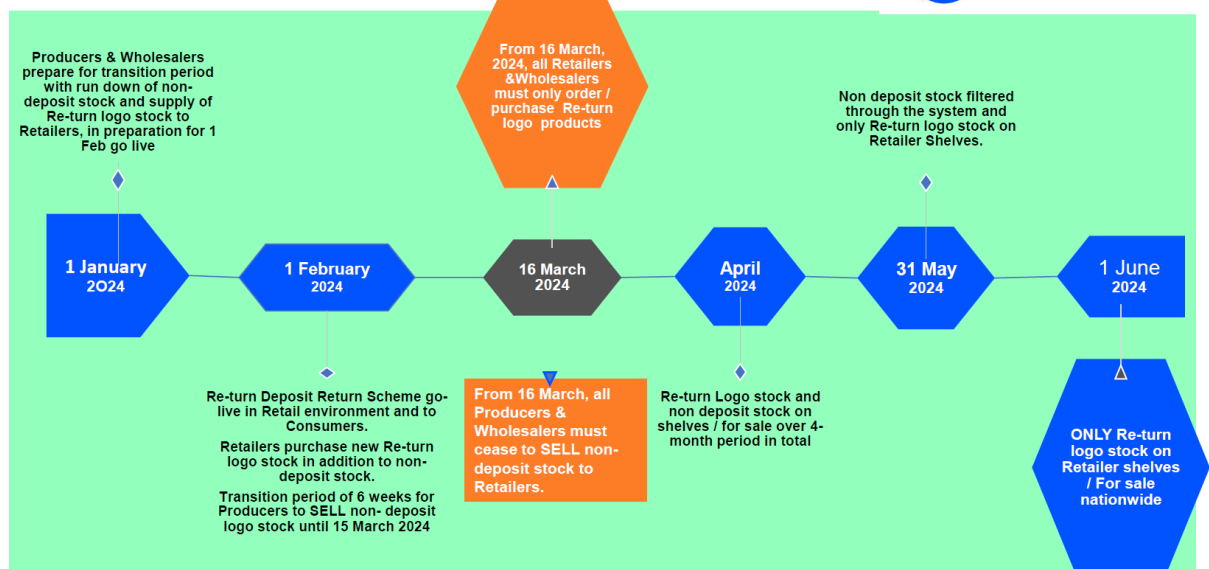 Producers & Wholesalers
prepare for transition period
with run down of non-
deposit stock and supply of
Re-turn logo stock to
Retailers, in preparation for 1
Feb go live
From 16 March,
2024, all Retailers
&Wholesalers
must only order /
purchase Re-turn
logo products
Non deposit stock filtered
through the system and
only Re-turn logo stock on
Retailer Shelves.
1 January
2O24
1 February
2024
16 March
2024
April
2024
31 May
2024
1 June
2024
Re-turn Deposit Return Scheme go-
live in Retail environment and to
Consumers.
Retailers purchase new Re-turn
logo stock in addition to non-
deposit stock.
Transition period of 6 weeks for
Producers to SELL non- deposit
logo stock until 15 March 2024
From 16 March, all
Producers &
Wholesalers must
cease to SELL non-
deposit stock to
Retailers.
Re-turn Logo stock and
non deposit stock on
shelves / for sale over 4-
month period in total
ONLY Re-turn
logo stock on
Retailer shelves
/ For sale
nationwide